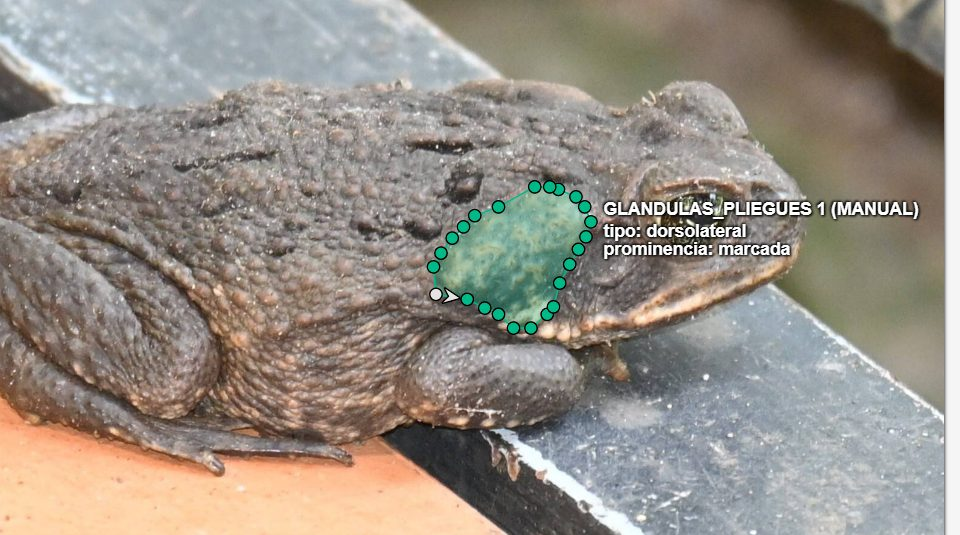 GLANDULAS_PLIEGUES 1 (MANUAL)
tipo: dorsolateral
prominencia: marcada